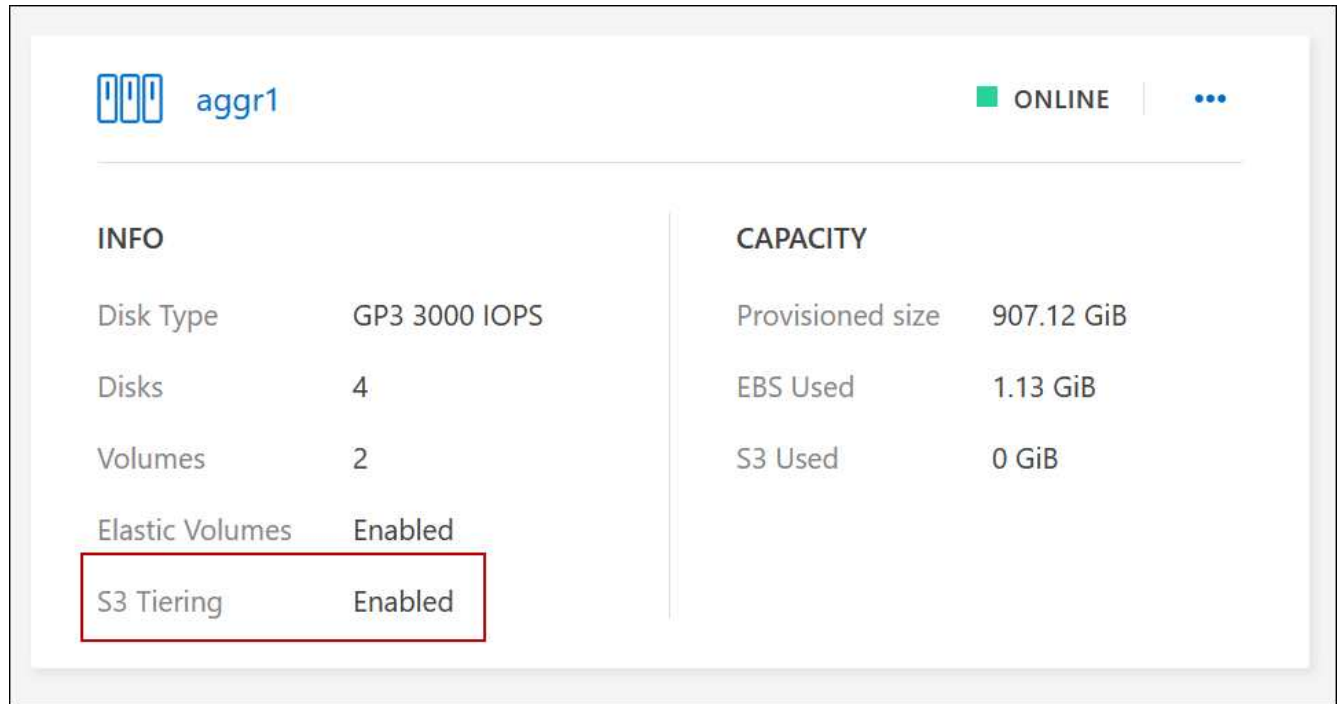 aggr1
ONLINE
INFO
Disk Type GP3 3000 IOPS
Disks 4
Volumes 2
Elastic Volumes Enabled
S3 Tiering Enabled
CAPACITY
Provisioned size 907.12 GiB
EBS Used 1.13 GiB
S3 Used 0 GiB